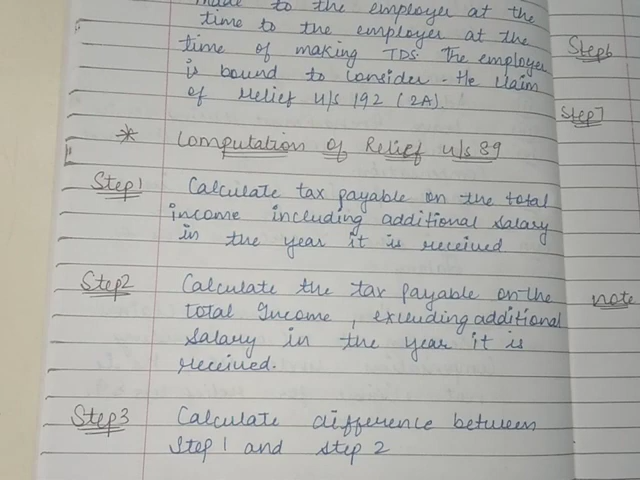 made to the employer at the
time to the employer at the
time of making TDS. The employer
is bound to consider. He claim
of relief u/s 192 (2A).
* Computation of Relief u/s 89
Step1 Calculate tax payable on the total
income including additional salary
in the year it is received
Step2 Calculate the tax payable on the
total Income, excluding additional
salary in the year it is
received.
Step3 Calculate difference between
Step 1 and step 2
Step6
Step7
note